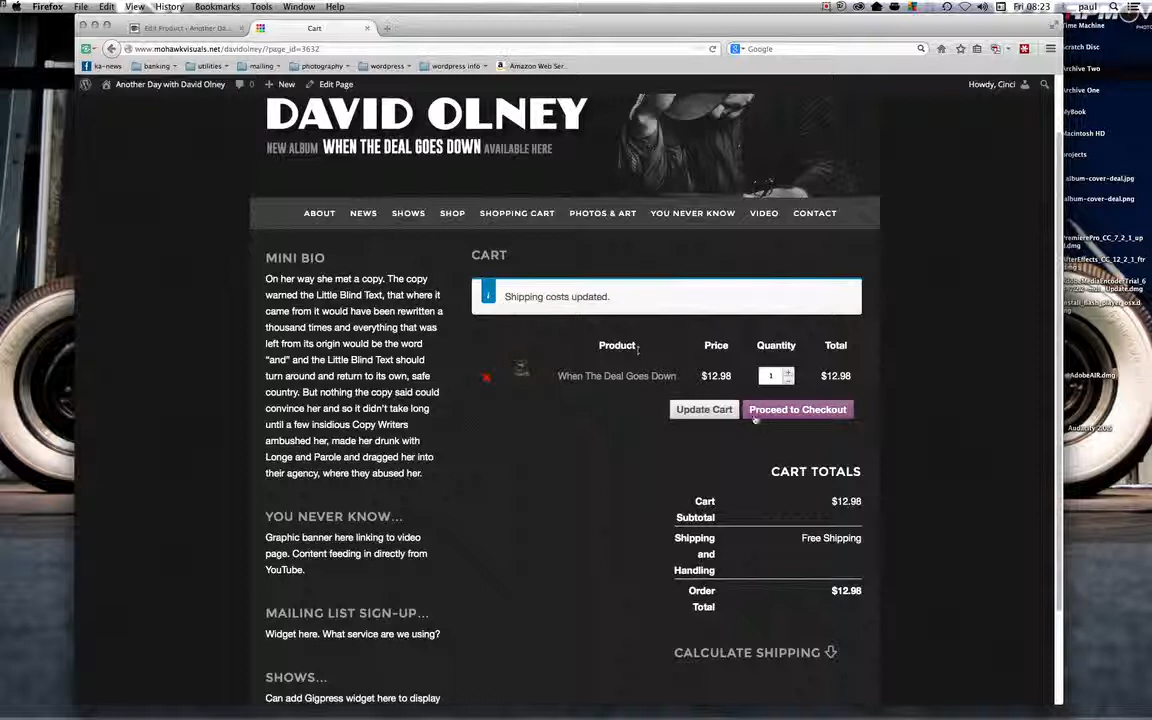 Firefox File Edit View History Bookmarks Tools Window Help
Fri 08:23 paul
Edit Product ‹ Another Da...
Cart
www.mohawkvisuals.net/davidolney/?page_id=3632
Google
ka-news banking utilities mailing photography wordpress wordpress info Amazon Web Ser...
Another Day with David Olney 0 New Edit Page
Howdy, Cinci
DAVID OLNEY
NEW ALBUM WHEN THE DEAL GOES DOWN AVAILABLE HERE
ABOUT NEWS SHOWS SHOP SHOPPING CART PHOTOS & ART YOU NEVER KNOW VIDEO CONTACT
MINI BIO
On her way she met a copy. The copy
warned the Little Blind Text, that where it
came from it would have been rewritten a
thousand times and everything that was
left from its origin would be the word
“and” and the Little Blind Text should
turn around and return to its own, safe
country. But nothing the copy said could
convince her and so it didn’t take long
until a few insidious Copy Writers
ambushed her, made her drunk with
Longe and Parole and dragged her into
their agency, where they abused her.
YOU NEVER KNOW...
Graphic banner here linking to video
page. Content feeding in directly from
YouTube.
MAILING LIST SIGN-UP...
Widget here. What service are we using?
SHOWS...
Can add Gigpress widget here to display
CART
Shipping costs updated.
Product Price Quantity Total
When The Deal Goes Down $12.98 1 $12.98
Update Cart Proceed to Checkout
CART TOTALS
Cart
Subtotal
$12.98
Shipping
and
Handling
Free Shipping
Order
Total
$12.98
CALCULATE SHIPPING
Time Machine
Scratch Disc
Archive Two
Archive One
MyBook
Macintosh HD
projects
album-cover-deal.jpg
album-cover-deal.png
PremierePro_CC_7_2_1_up
AfterEffects_CC_12_2_1_ftr
AdobeAIR.dmg